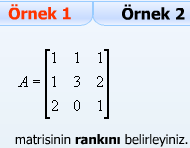 Örnek 1 Örnek 2
1 1 1
A = 1 3 2
2 0 1
matrisinin rankını belirleyiniz.